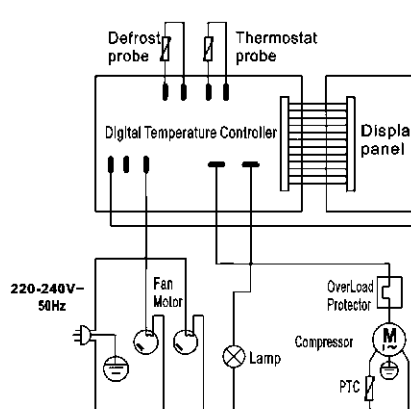 Defrost
probe
Thermostat
probe
Digital Temperature Controller
Displa
panel
220-240V~
50Hz
Fan
Motor
OverLoad
Protector
Lamp
Compressor
M
~
PTC